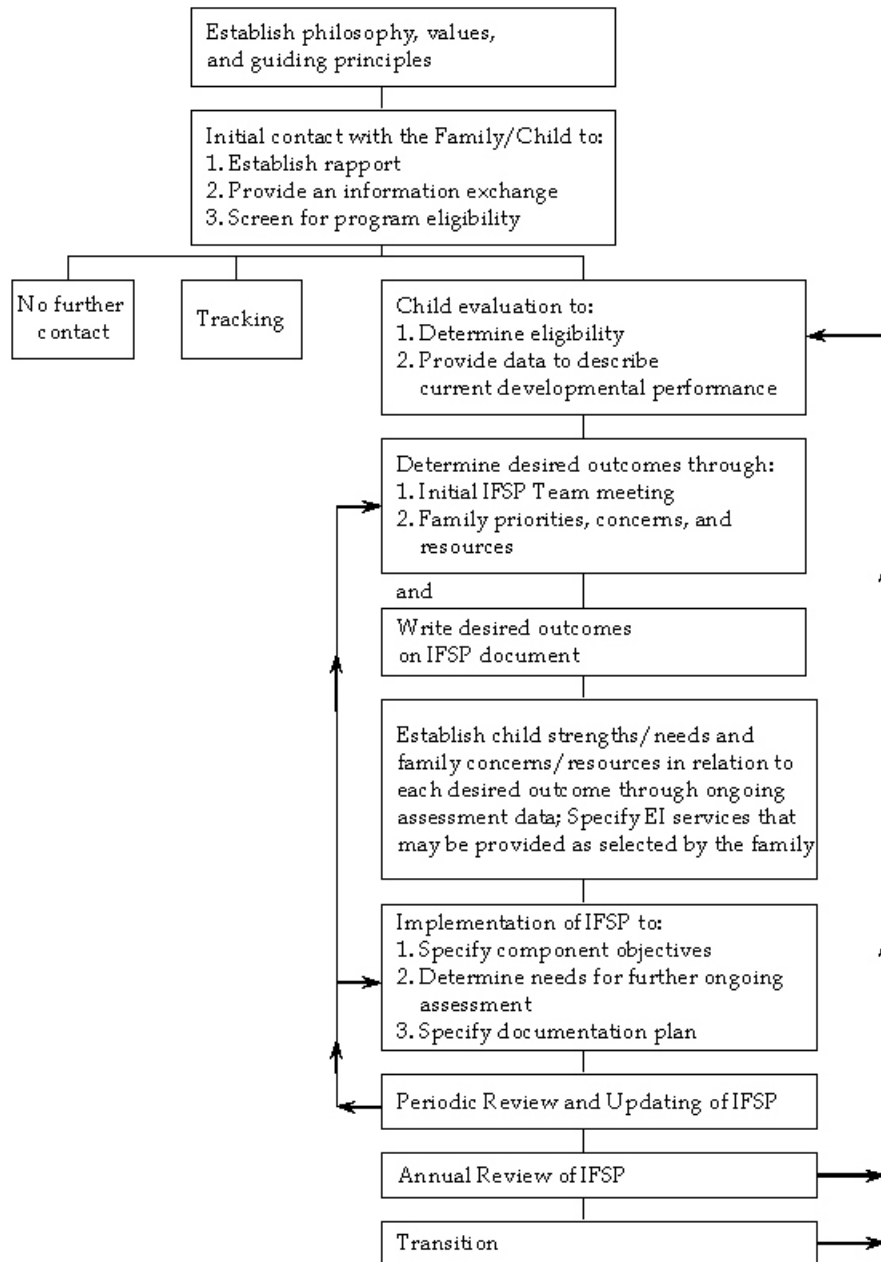 Establish philosophy, values,
and guiding principles
Initial contact with the Family/Child to:
1. Establish rapport
2. Provide an information exchange
3. Screen for program eligibility
No further
contact
Tracking
Child evaluation to:
1. Determine eligibility
2. Provide data to describe
current developmental performance
Determine desired outcomes through:
1. Initial IFSP Team meeting
2. Family priorities, concerns, and
resources
and
Write desired outcomes
on IFSP document
Establish child strengths/needs and
family concerns/resources in relation to
each desired outcome through ongoing
assessment data; Specify EI services that
may be provided as selected by the family
Implementation of IFSP to:
1. Specify component objectives
2. Determine needs for further ongoing
assessment
3. Specify documentation plan
Periodic Review and Updating of IFSP
Annual Review of IFSP
Transition